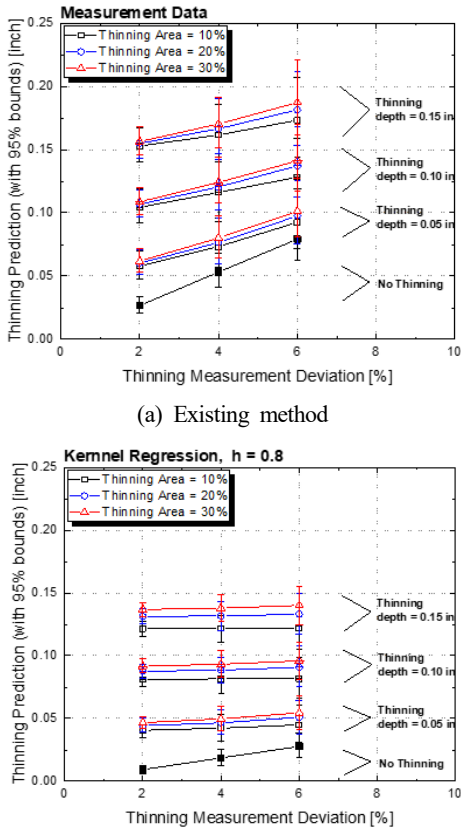 Measurement Data
Thinning Area = 10%
Thinning Area = 20%
Thinning Area = 30%
Thinning Prediction (with 95% bounds) [inch]
0.25
0.20
0.15
0.10
0.05
0.00
Thinning
depth = 0.15 in
Thinning
depth = 0.10 in
Thinning
depth = 0.05 in
No Thinning
0 2 4 6 8 10
Thinning Measurement Deviation [%]
(a) Existing method
Kernnel Regression, h = 0.8
Thinning Area = 10%
Thinning Area = 20%
Thinning Area = 30%
Thinning Prediction (with 95% bounds) [inch]
0.25
0.20
0.15
0.10
0.05
0.00
Thinning
depth = 0.15 in
Thinning
depth = 0.10 in
Thinning
depth = 0.05 in
No Thinning
0 2 4 6 8 10
Thinning Measurement Deviation [%]